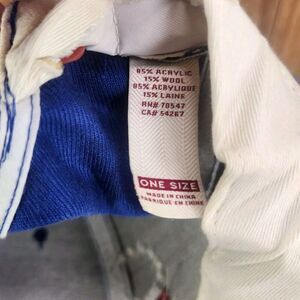 85% ACRYLIC
15% WOOL
85% ACRYLIQUE
15% LAINE
RN# 70547
CA# 54267
ONE SIZE
MADE IN CHINA
FABRIQUÉ EN CHINE